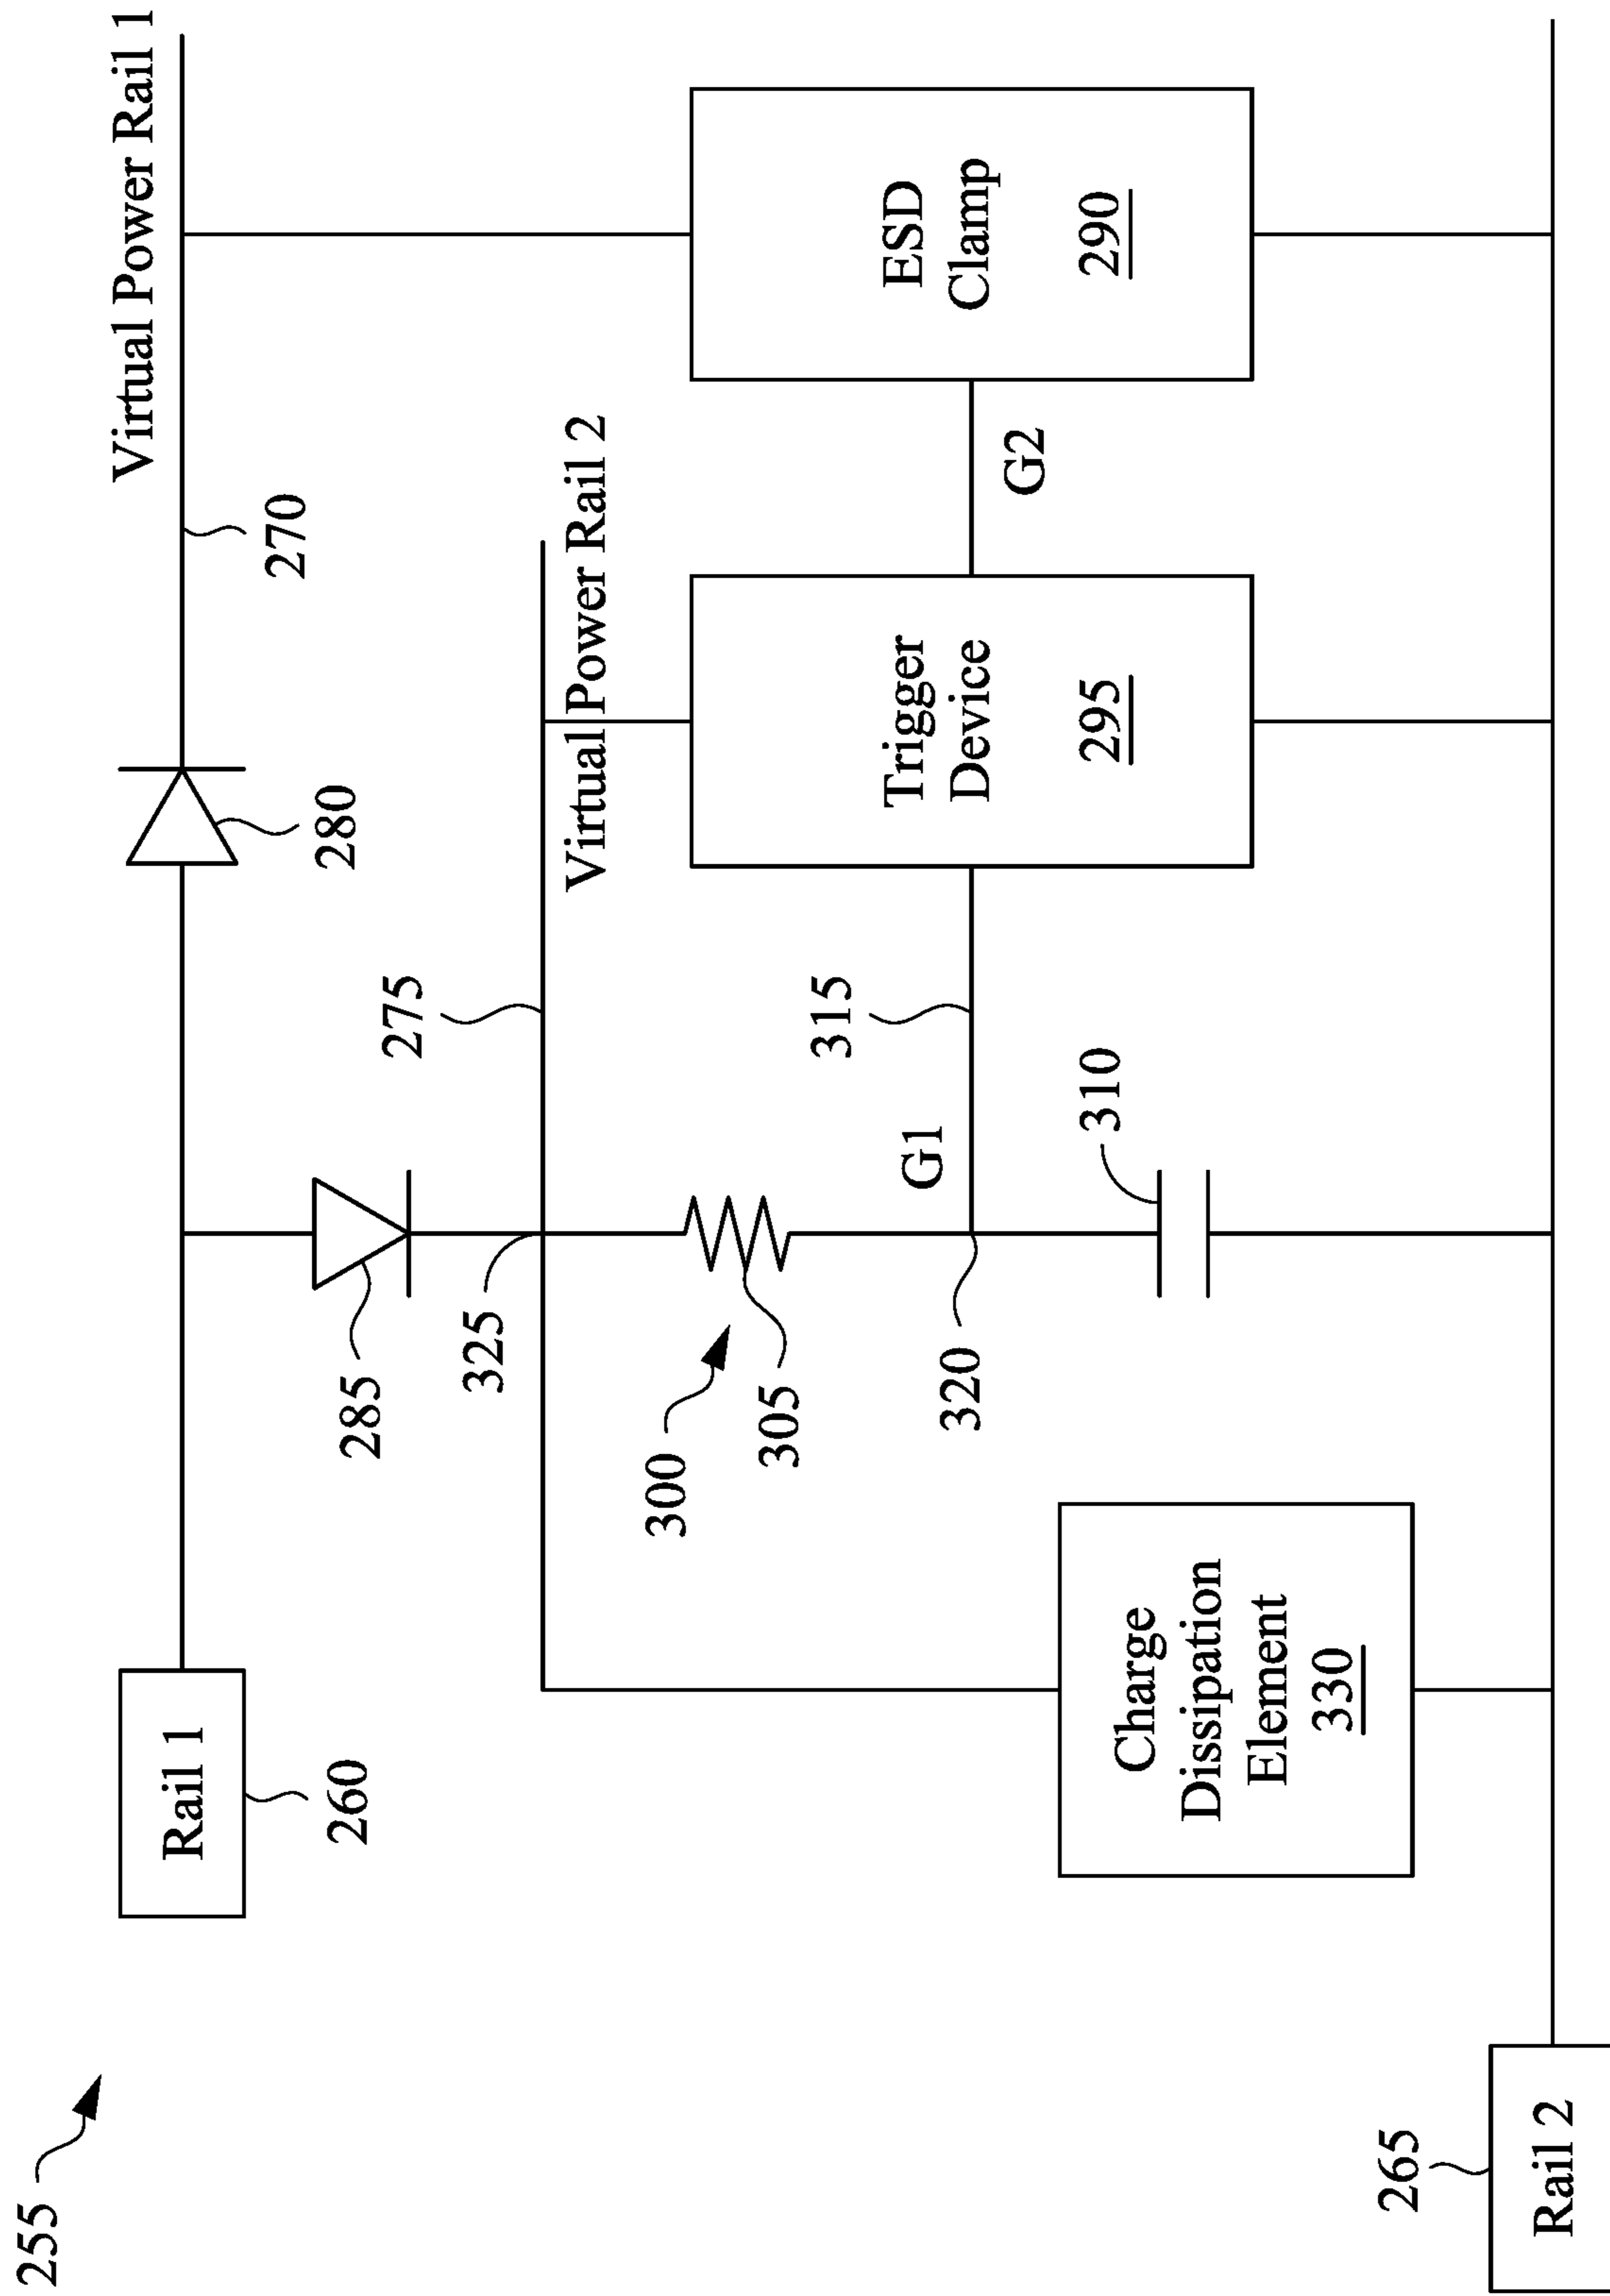 255
Rail 1
260
285
280
270
Virtual Power Rail 1
325
275
Virtual Power Rail 2
300
305
G1
320
315
310
Trigger
Device
295
G2
ESD
Clamp
290
Charge
Dissipation
Element
330
265
Rail 2